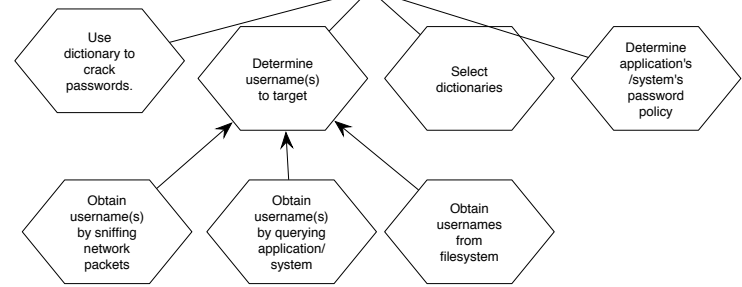 Use
dictionary to
crack
passwords.
Determine
username(s)
to target
Select
dictionaries
Determine
application's
/system's
password
policy
Obtain
username(s)
by sniffing
network
packets
Obtain
username(s)
by querying
application/
system
Obtain
usernames
from
filesystem